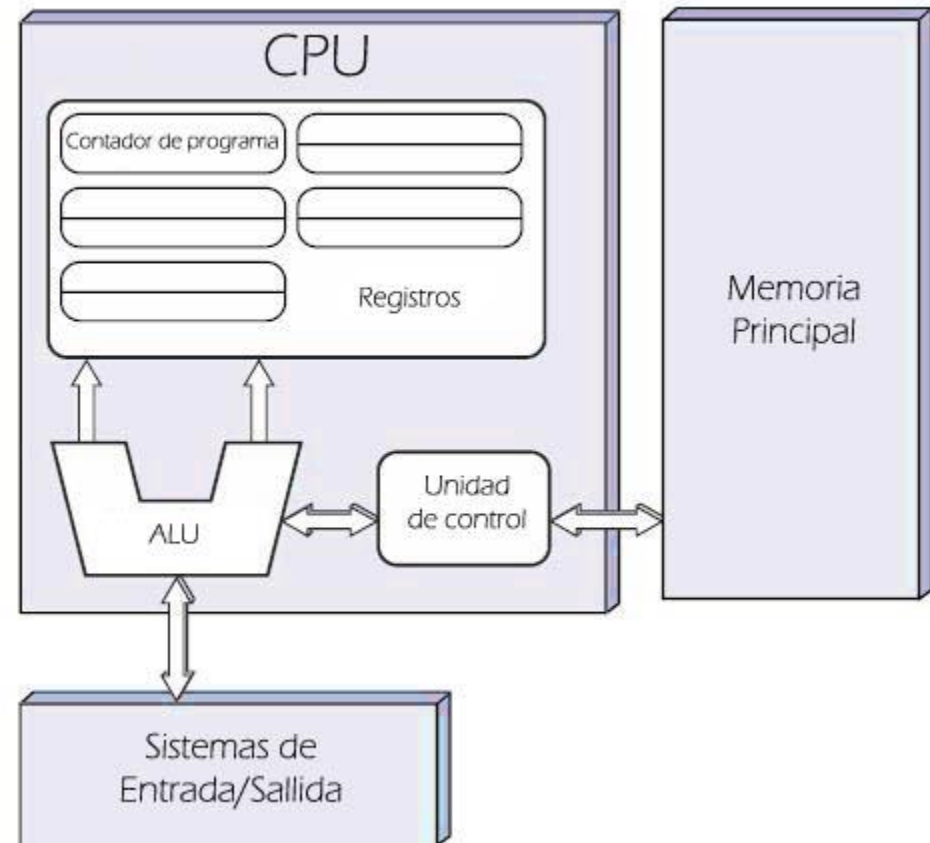 CPU
Contador de programa
Registros
Memoria
Principal
ALU
Unidad
de control
Sistemas de
Entrada/Sallida